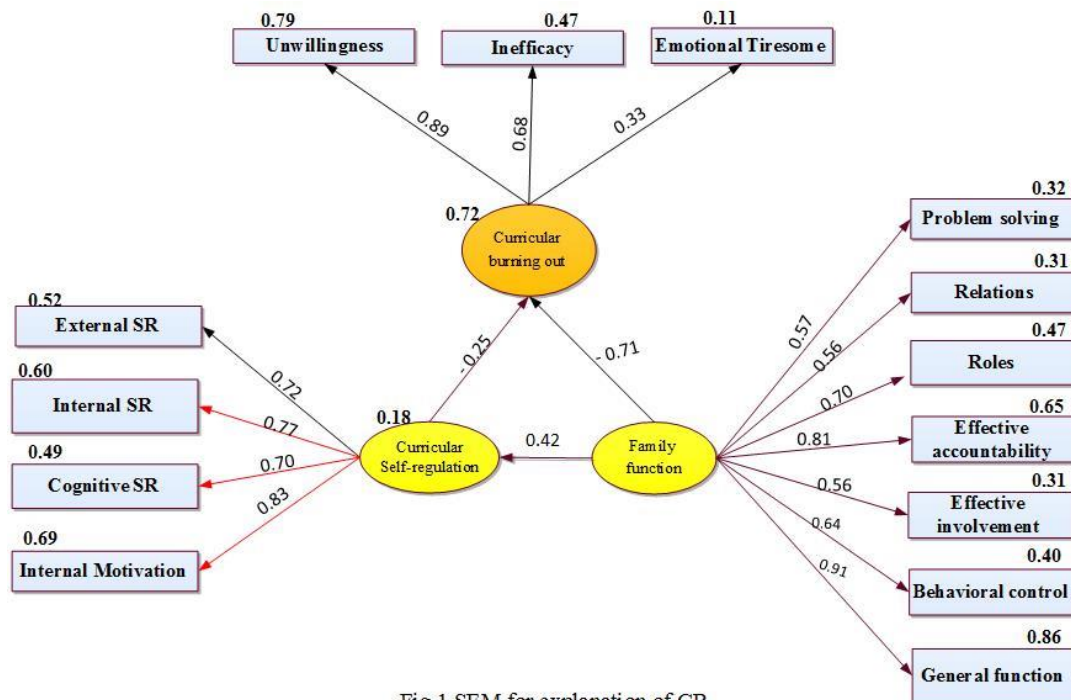 0.79
Unwillingness
0.47
Inefficacy
0.11
Emotional Tiresome
0.89
0.68
0.33
0.72
Curricular
burning out
0.52
External SR
0.60
Internal SR
0.49
Cognitive SR
0.69
Internal Motivation
0.72
0.77
0.70
0.83
0.18
Curricular
Self-regulation
- 0.25
- 0.71
0.42
Family
function
0.57
0.56
0.70
0.81
0.56
0.64
0.91
0.32
Problem solving
0.31
Relations
0.47
Roles
0.65
Effective
accountability
0.31
Effective
involvement
0.40
Behavioral control
0.86
General function